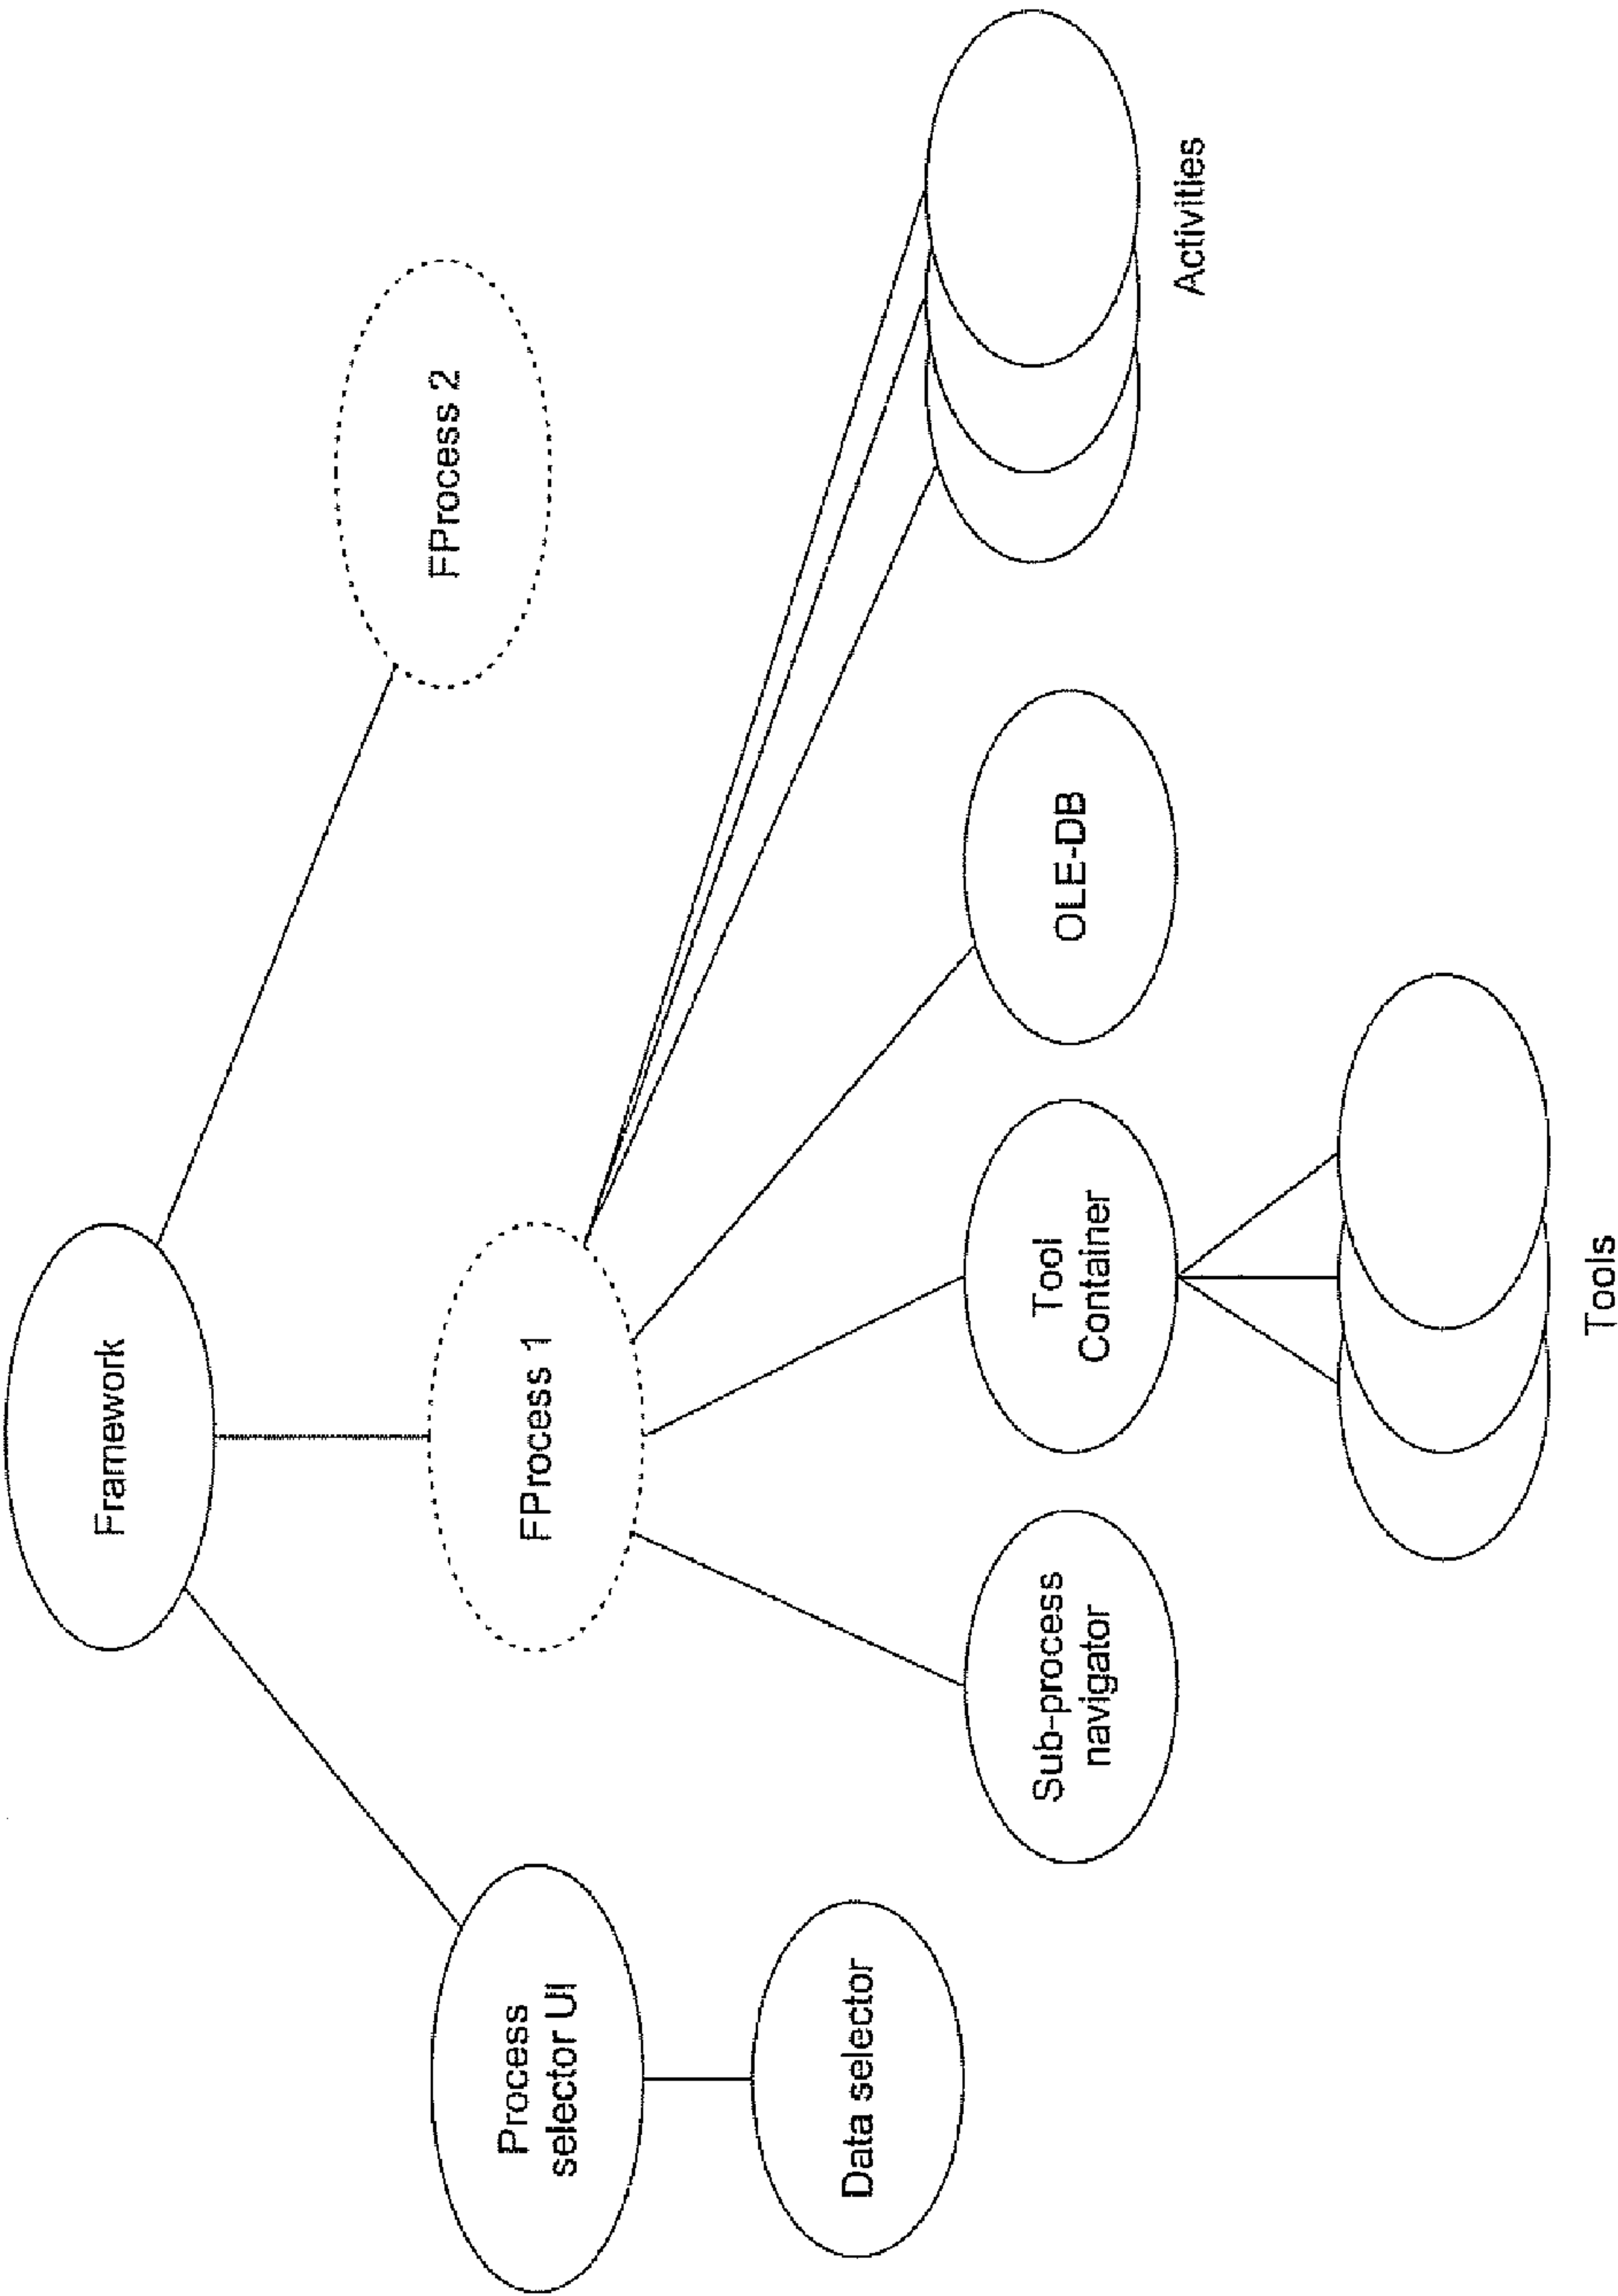 Framework
FProcess 2
Process
selector UI
FProcess 1
Data selector
Sub-process
navigator
Tool
Container
OLE-DB
Activities
Tools